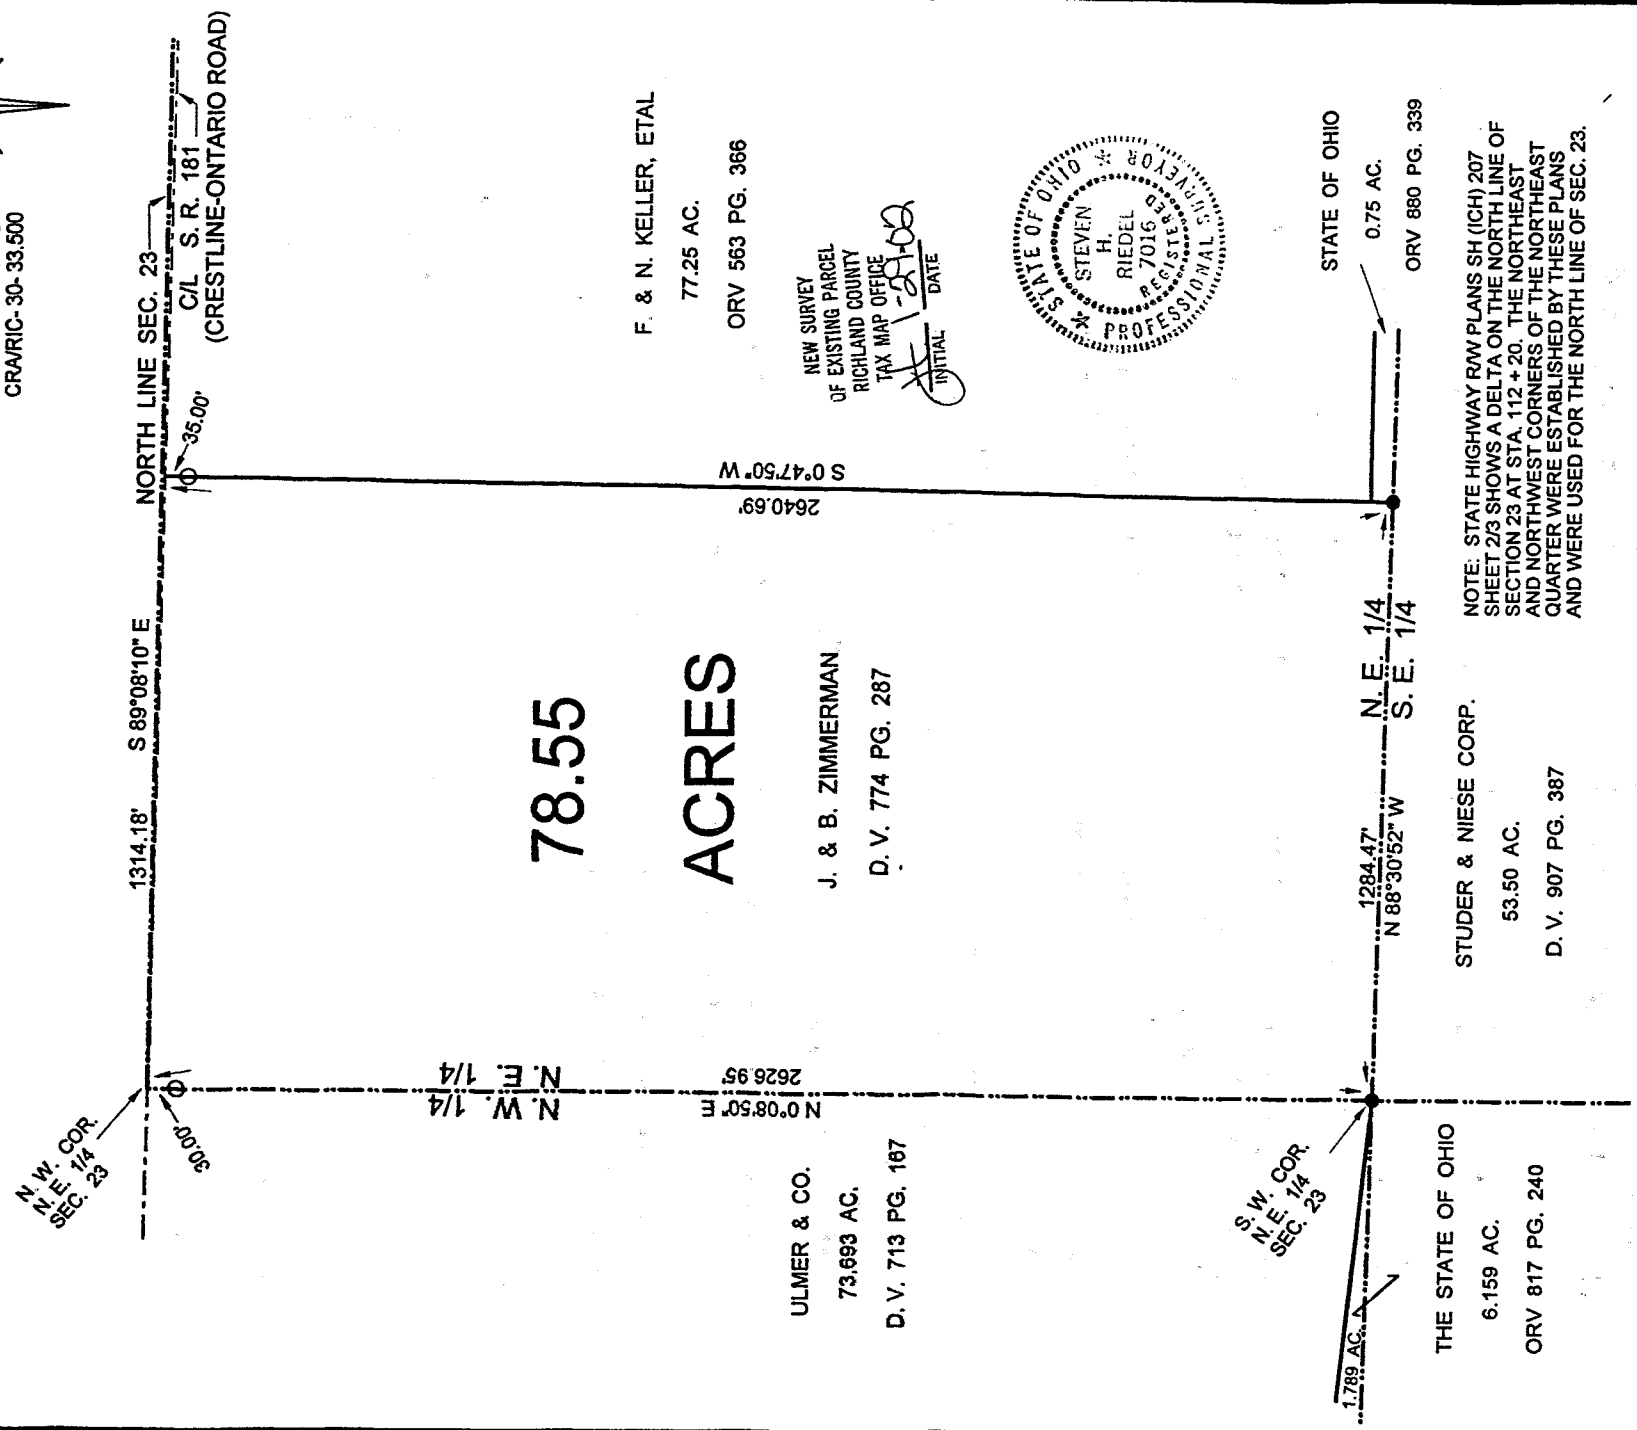 CRA/RIC- 30- 33.500
N. W. COR.
N. E. 1/4
SEC. 23
30.00'
1314.18' S 89°08'10" E
NORTH LINE SEC. 23
C/L S. R. 181
(CRESTLINE-ONTARIO ROAD)
35.00'
N. W. 1/4
N. E. 1/4
N 0°08'50" E
2626.95'
78.55
ACRES
J. & B. ZIMMERMAN
D. V. 774 PG. 287
S 0°47'50" W
2640.69'
F. & N. KELLER, ETAL
77.25 AC.
ORV 563 PG. 366
NEW SURVEY
OF EXISTING PARCEL
RICHLAND COUNTY
TAX MAP OFFICE
1-29-02
INITIAL DATE
STATE OF OHIO
PROFESSIONAL SURVEYOR
STEVEN
H.
RIEDEL
7016
REGISTERED
ULMER & CO.
73.693 AC.
D. V. 713 PG. 167
S. W. COR.
N. E. 1/4
SEC. 23
1.789 AC.
THE STATE OF OHIO
6.159 AC.
ORV 817 PG. 240
1284.47'
N 88°30'52" W
N. E. 1/4
S. E. 1/4
STUDER & NIESE CORP.
53.50 AC.
D. V. 907 PG. 387
STATE OF OHIO
0.75 AC.
ORV 880 PG. 339
NOTE: STATE HIGHWAY R/W PLANS SH (ICH) 207
SHEET 2/3 SHOWS A DELTA ON THE NORTH LINE OF
SECTION 23 AT STA. 112 + 20. THE NORTHEAST
AND NORTHWEST CORNERS OF THE NORTHEAST
QUARTER WERE ESTABLISHED BY THESE PLANS
AND WERE USED FOR THE NORTH LINE OF SEC. 23.